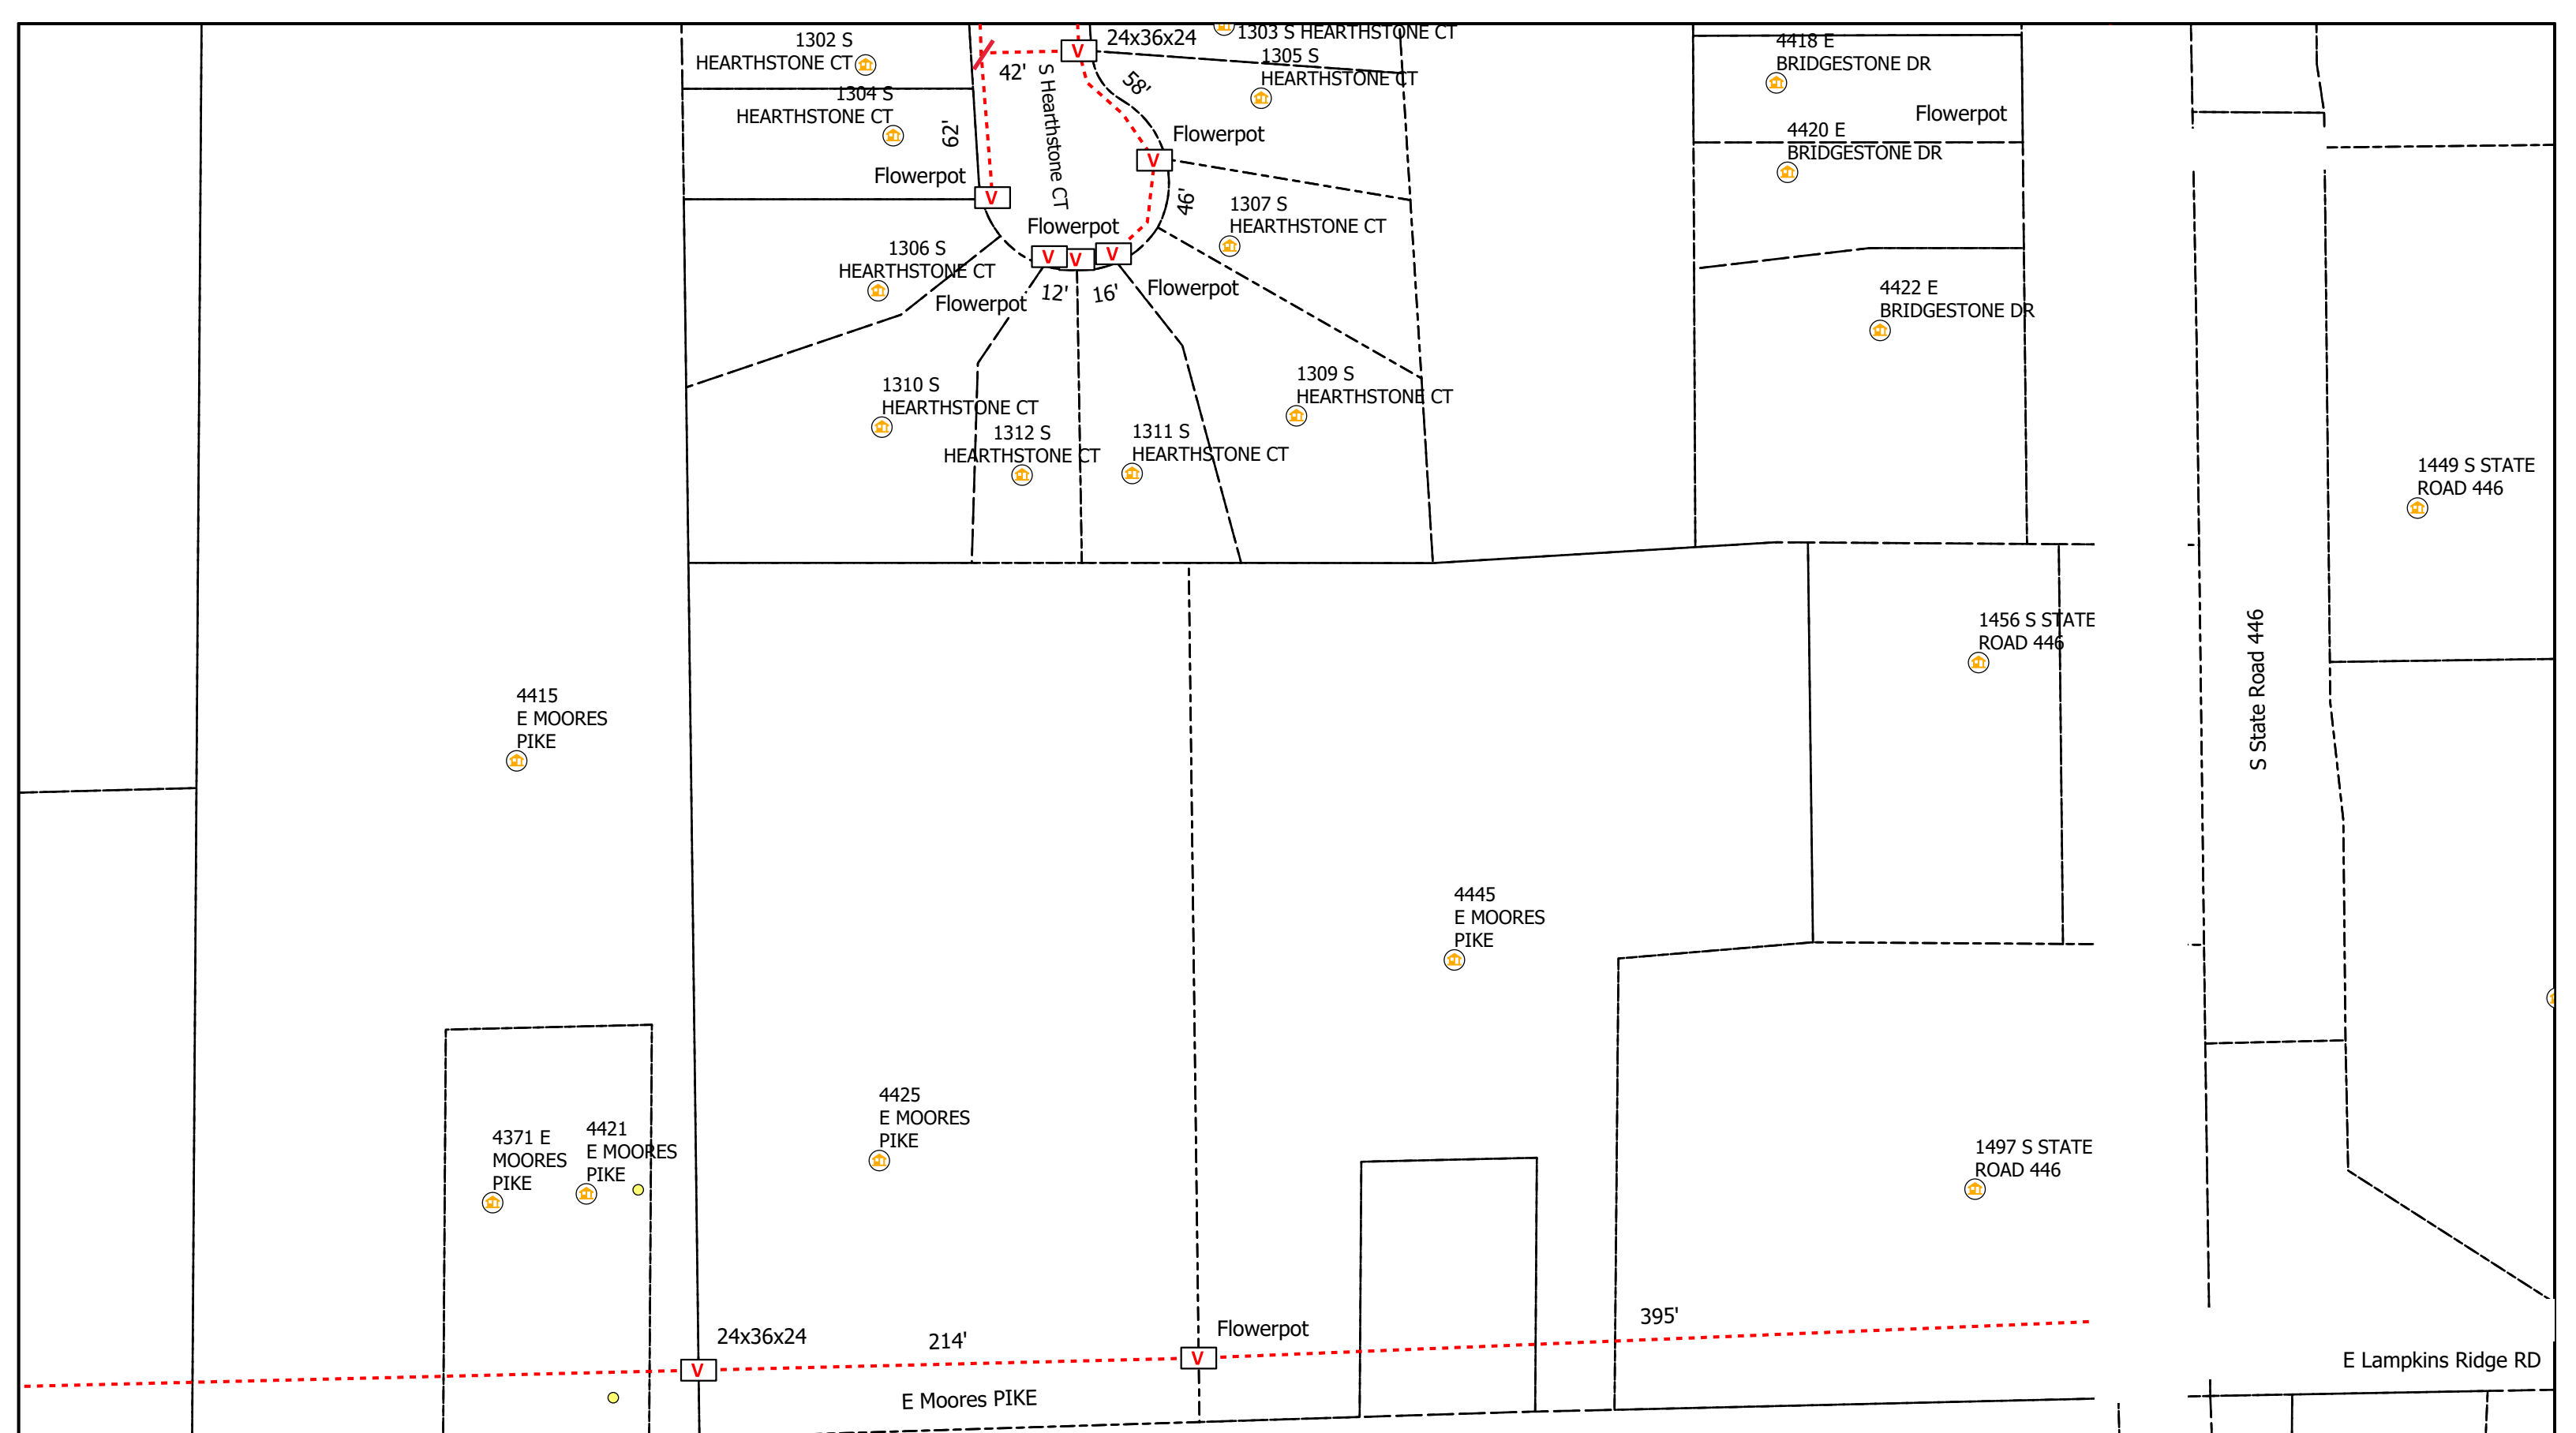 1302 S
HEARTHSTONE CT
42'
V
24x36x24
1303 S HEARTHSTONE CT
1305 S
HEARTHSTONE CT
4418 E
BRIDGESTONE DR
1304 S
HEARTHSTONE CT
62'
S Hearthstone CT
58'
Flowerpot
Flowerpot
4420 E
BRIDGESTONE DR
Flowerpot
V
V
46'
1307 S
HEARTHSTONE CT
Flowerpot
1306 S
HEARTHSTONE CT
V
V
V
Flowerpot
12'
16'
Flowerpot
4422 E
BRIDGESTONE DR
1310 S
HEARTHSTONE CT
1309 S
HEARTHSTONE CT
1312 S
HEARTHSTONE CT
1311 S
HEARTHSTONE CT
1449 S STATE
ROAD 446
1456 S STATE
ROAD 446
S State Road 446
4415
E MOORES
PIKE
4445
E MOORES
PIKE
4425
E MOORES
PIKE
4371 E
MOORES
PIKE
4421
E MOORES
PIKE
1497 S STATE
ROAD 446
24x36x24
V
214'
Flowerpot
V
395'
E Lampkins Ridge RD
E Moores PIKE